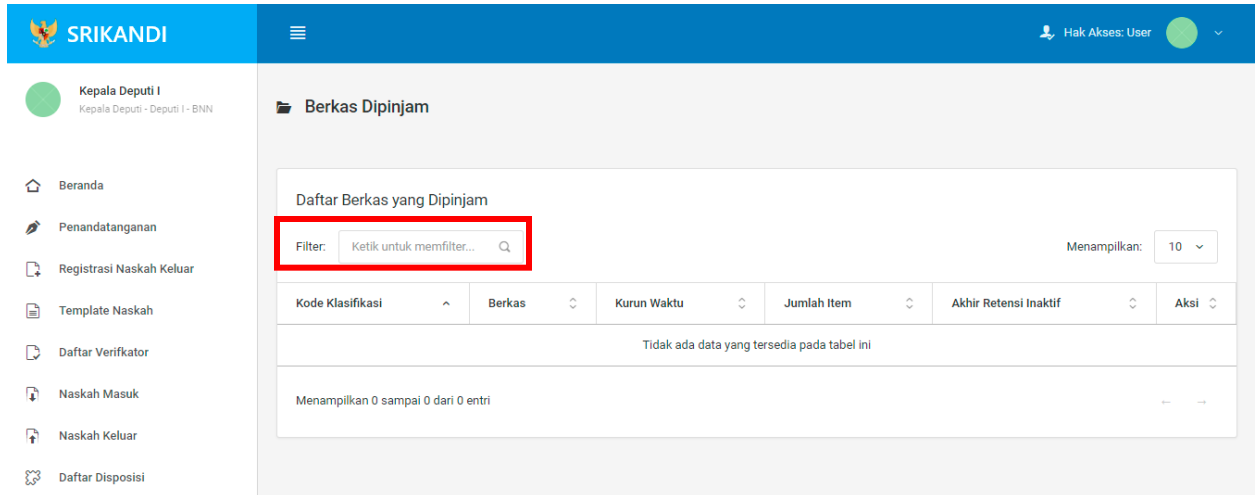 SRIKANDI
Hak Akses: User
Kepala Deputi I
Kepala Deputi - Deputi I - BNN
Beranda
Penandatanganan
Registrasi Naskah Keluar
Template Naskah
Daftar Verifkator
Naskah Masuk
Naskah Keluar
Daftar Disposisi
Berkas Dipinjam
Daftar Berkas yang Dipinjam
Filter: Ketik untuk memfilter... Menampilkan: 10
Kode Klasifikasi Berkas Kurun Waktu Jumlah Item Akhir Retensi Inaktif Aksi
Tidak ada data yang tersedia pada tabel ini
Menampilkan 0 sampai 0 dari 0 entri